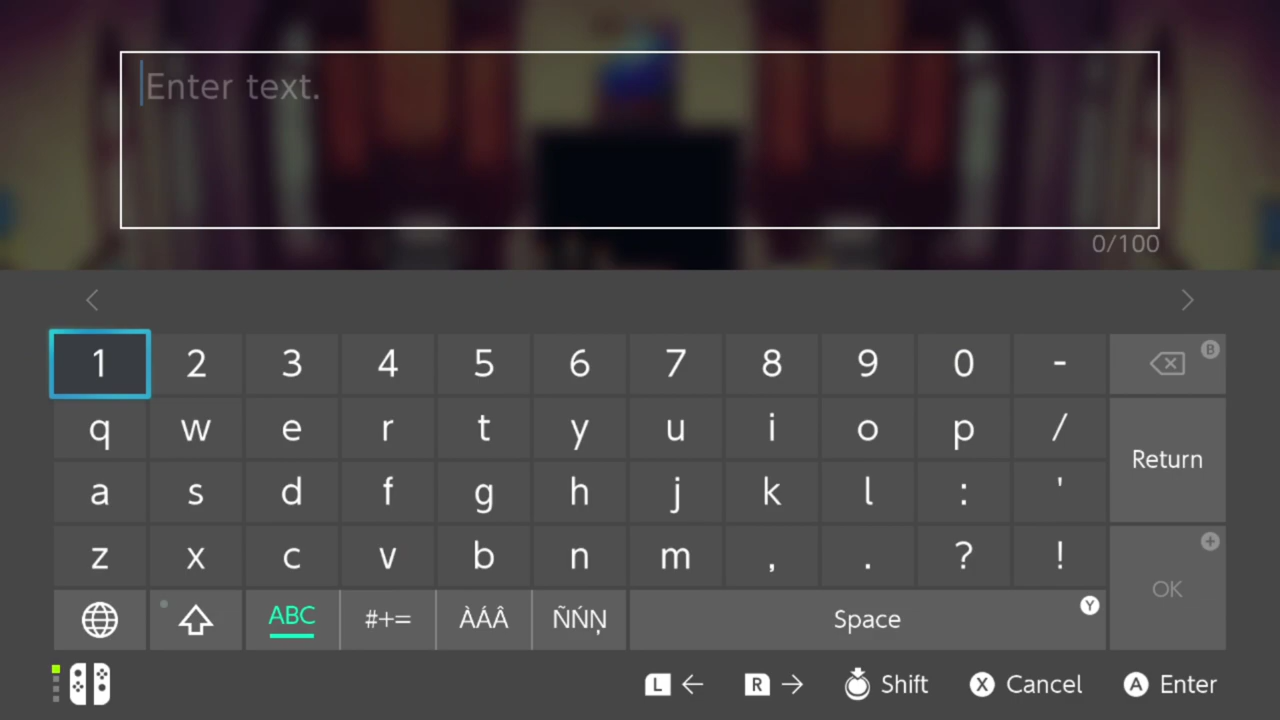 Enter text.
0/100
1 2 3 4 5 6 7 8 9 0 - B
q w e r t y u i o p /
Return
a s d f g h j k l : '
z x c v b n m , . ? ! +
OK
ABC #+= ÀÁÂ ÑŃŅ Space Y
L ← R → Shift X Cancel A Enter